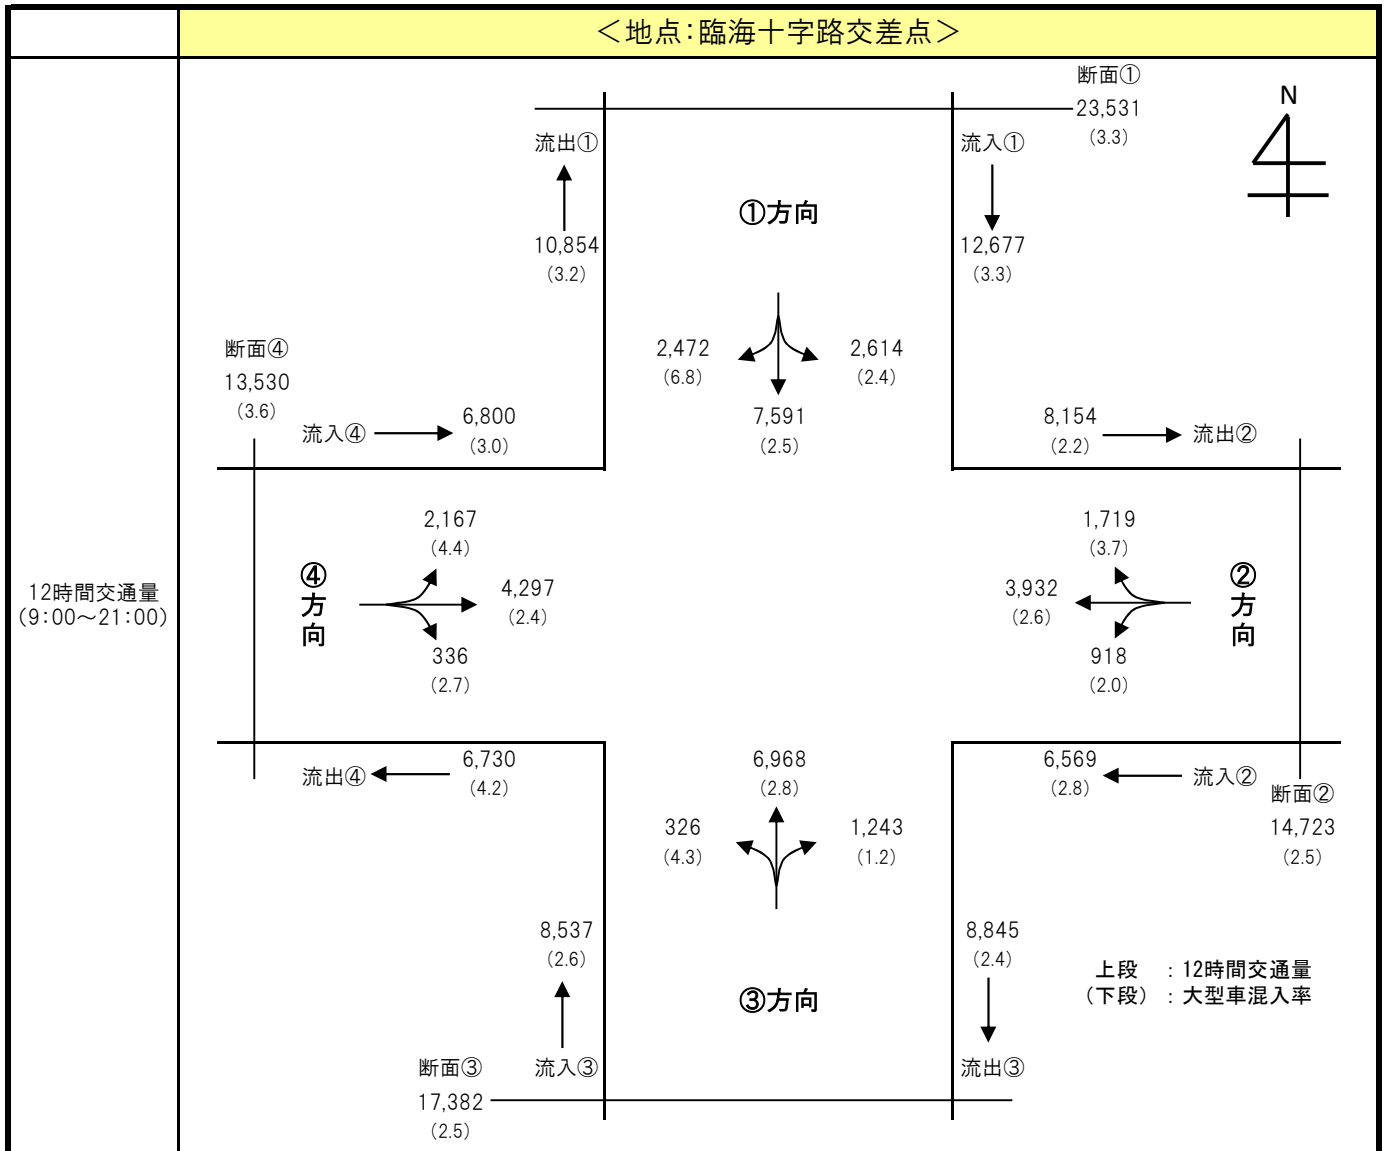 ＜地点：臨海十字路交差点＞
断面①
23,531
(3.3)
N
流出①
流入①
①方向
10,854
(3.2)
12,677
(3.3)
断面④
13,530
(3.6)
2,472
(6.8)
2,614
(2.4)
7,591
(2.5)
流入④
6,800
(3.0)
8,154
(2.2)
流出②
12時間交通量
(9:00～21:00)
④方向
2,167
(4.4)
4,297
(2.4)
336
(2.7)
1,719
(3.7)
3,932
(2.6)
918
(2.0)
②方向
流出④
6,730
(4.2)
6,968
(2.8)
6,569
(2.8)
流入②
断面②
14,723
(2.5)
326
(4.3)
1,243
(1.2)
8,537
(2.6)
8,845
(2.4)
③方向
上段　：12時間交通量
(下段)：大型車混入率
断面③
流入③
流出③
17,382
(2.5)